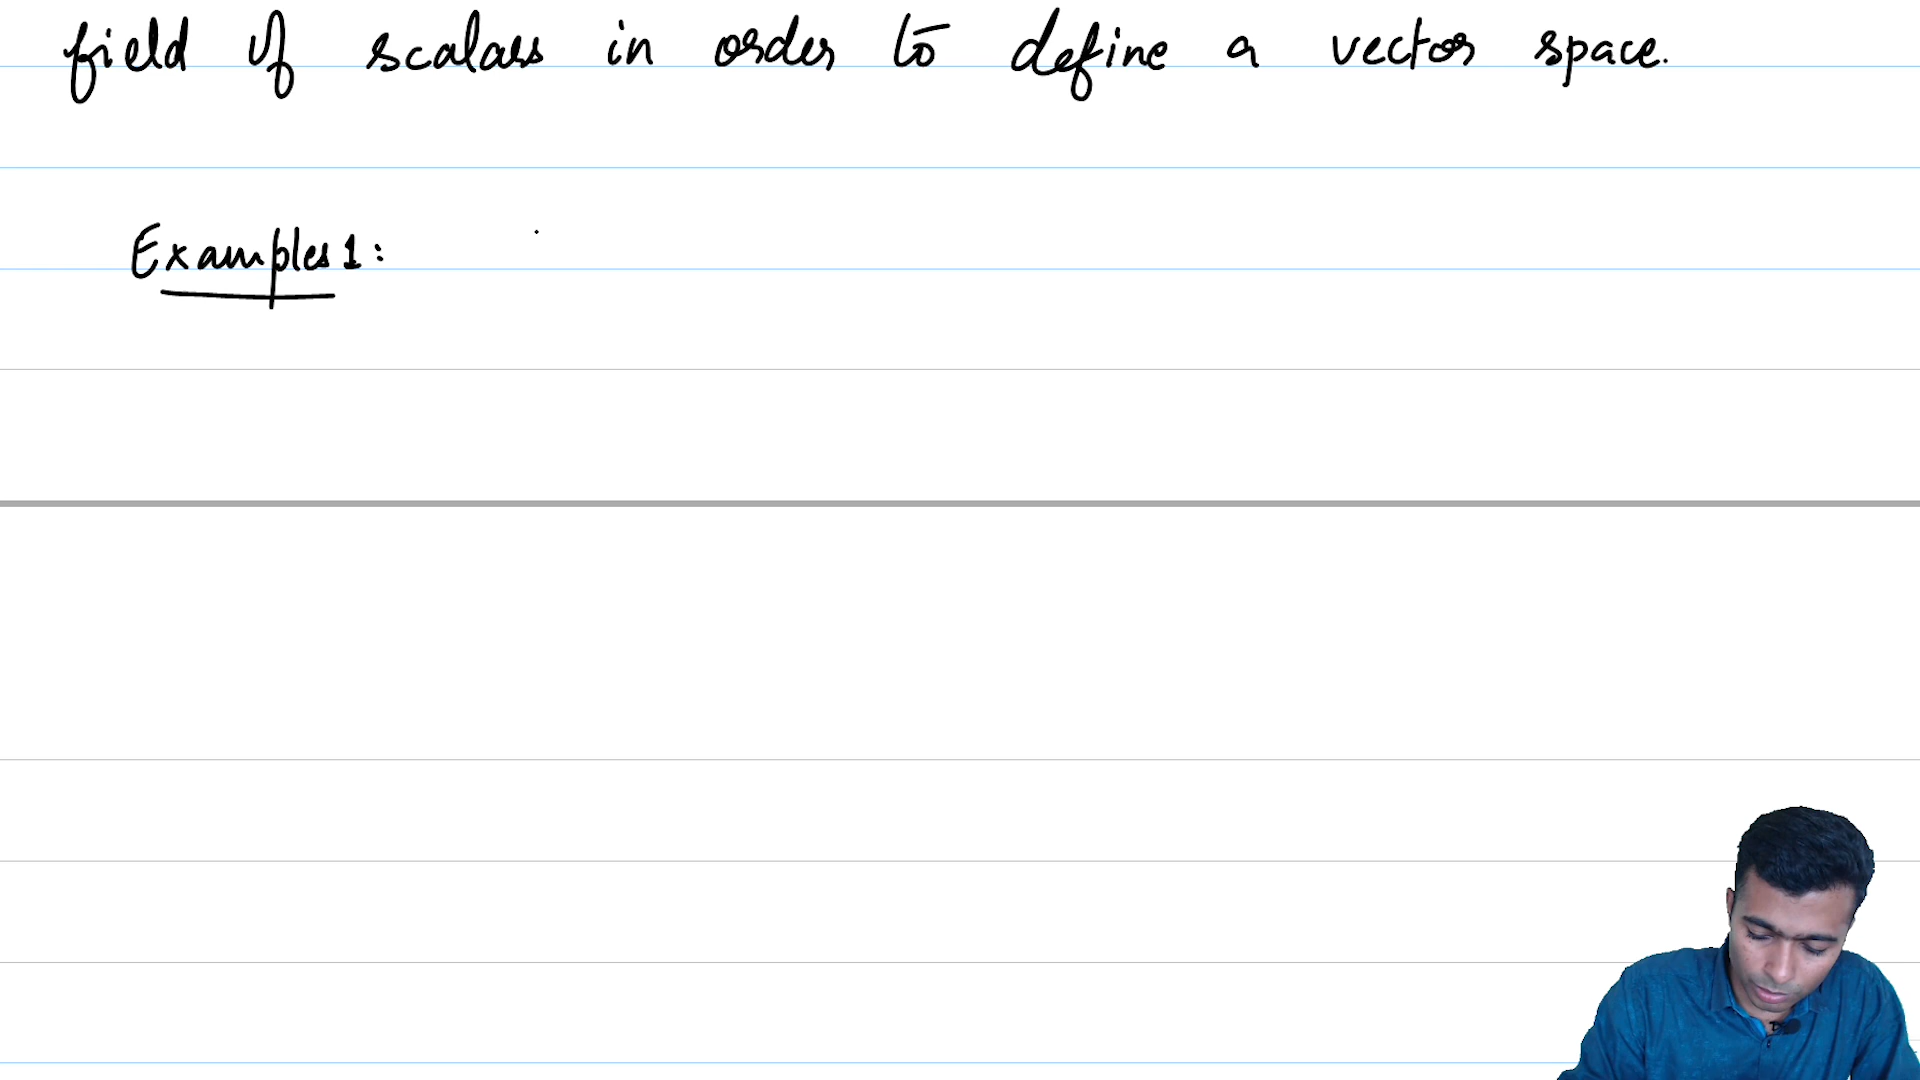 field of scalars in order to define a vector space.
Examples 1: